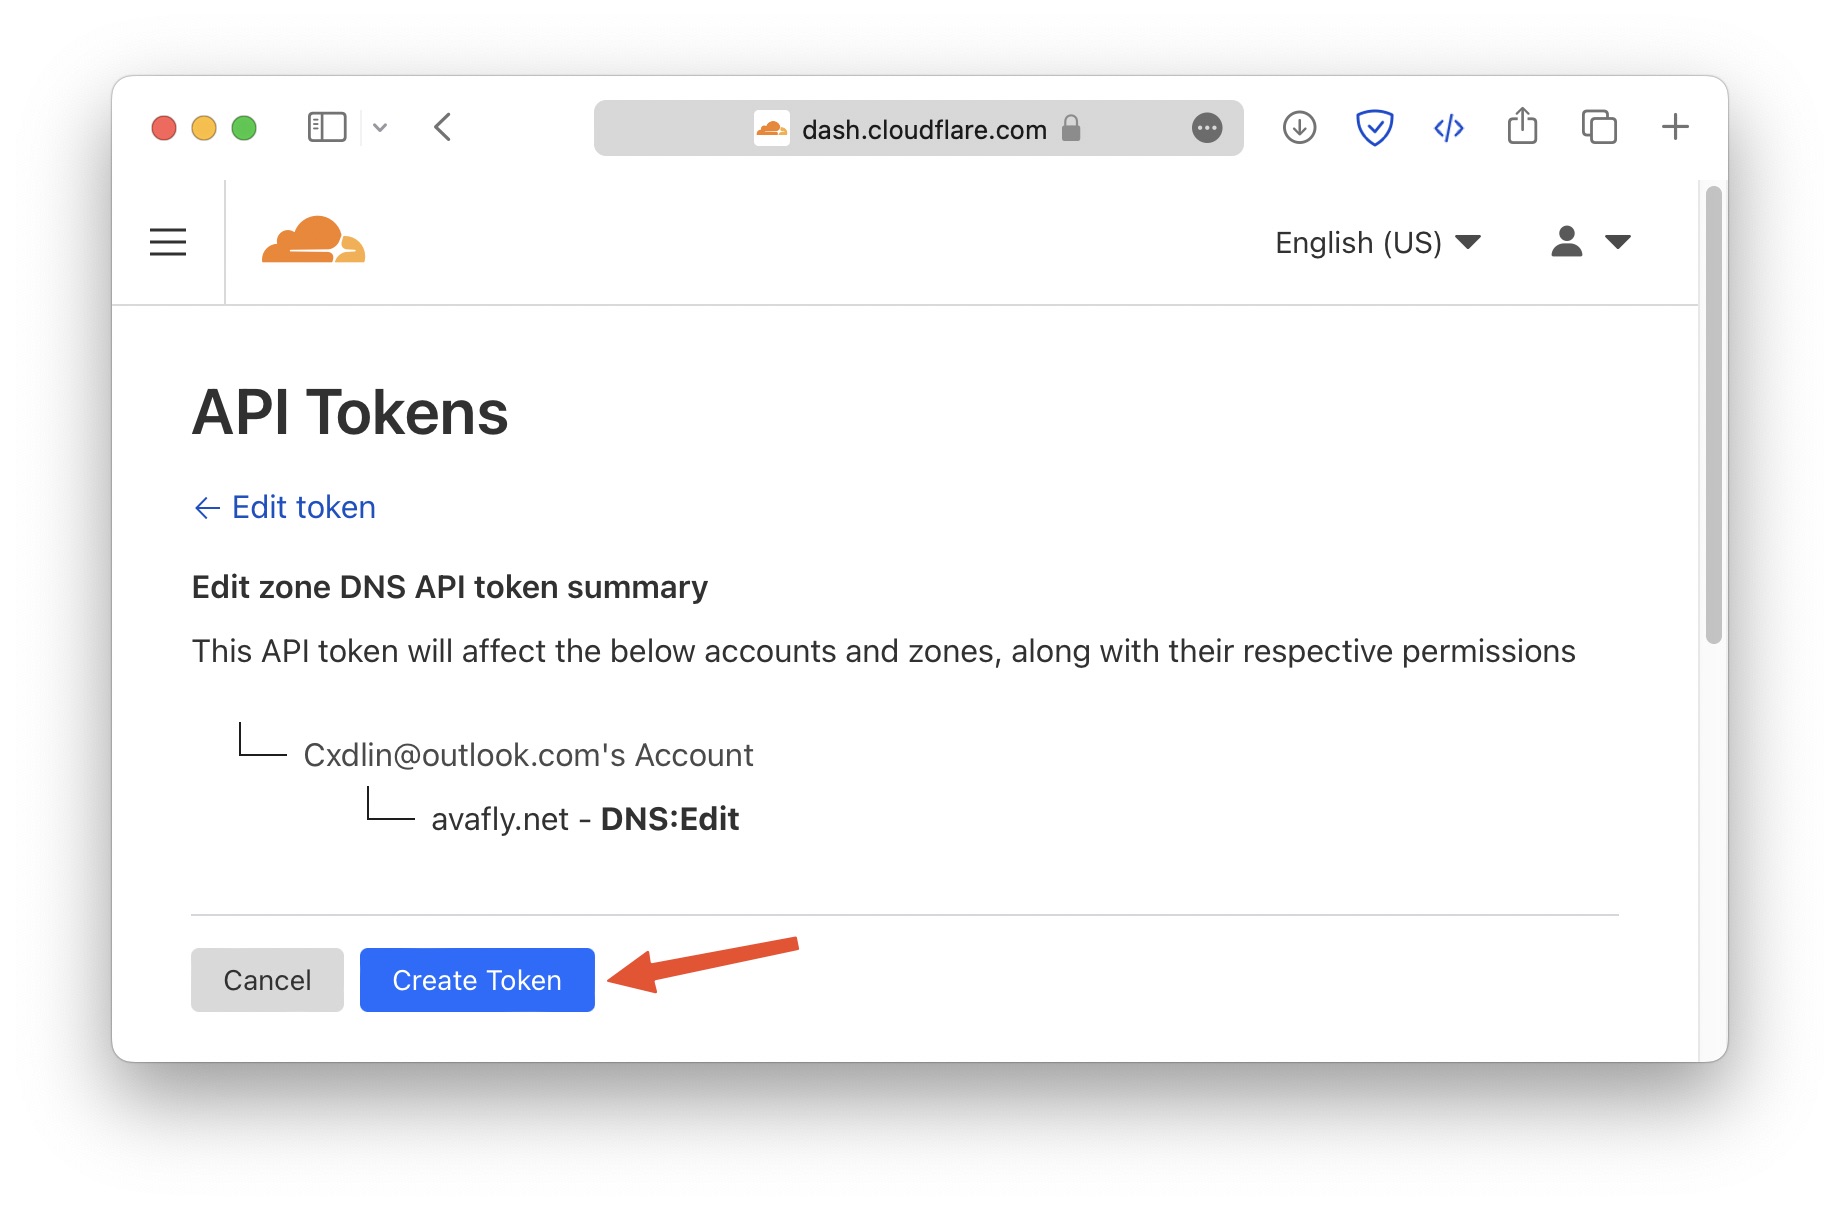 dash.cloudflare.com
English (US)
API Tokens
← Edit token
Edit zone DNS API token summary
This API token will affect the below accounts and zones, along with their respective permissions
Cxdlin@outlook.com's Account
avafly.net - DNS:Edit
Cancel
Create Token